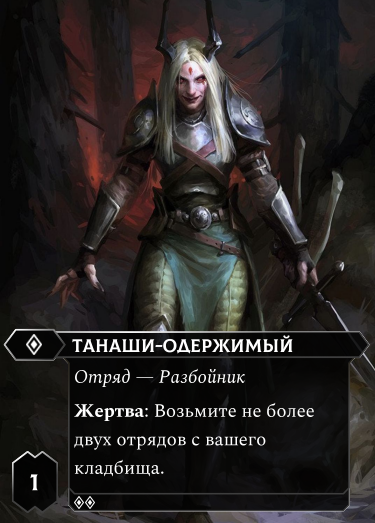 ТАНАШИ-ОДЕРЖИМЫЙ
Отряд — Разбойник
Жертва: Возьмите не более
двух отрядов с вашего
кладбища.
1